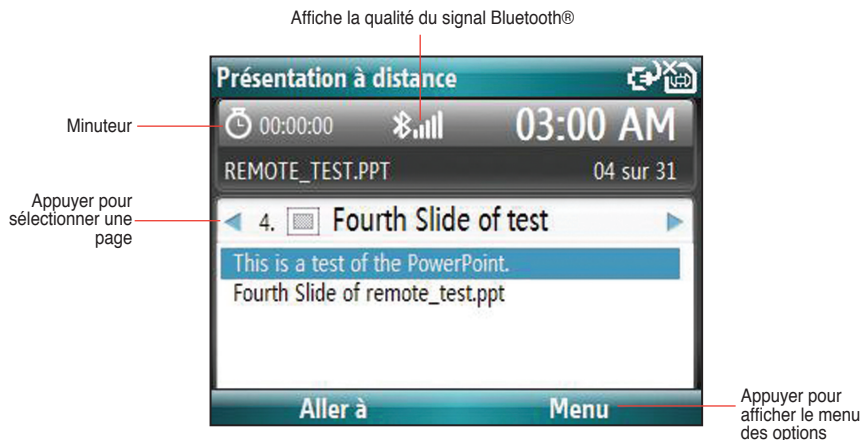 Affiche la qualité du signal Bluetooth®
Présentation à distance
Minuteur
00:00:00
03:00 AM
REMOTE_TEST.PPT
04 sur 31
Appuyer pour
sélectionner une
page
4. Fourth Slide of test
This is a test of the PowerPoint.
Fourth Slide of remote_test.ppt
Aller à
Menu
Appuyer pour
afficher le menu
des options